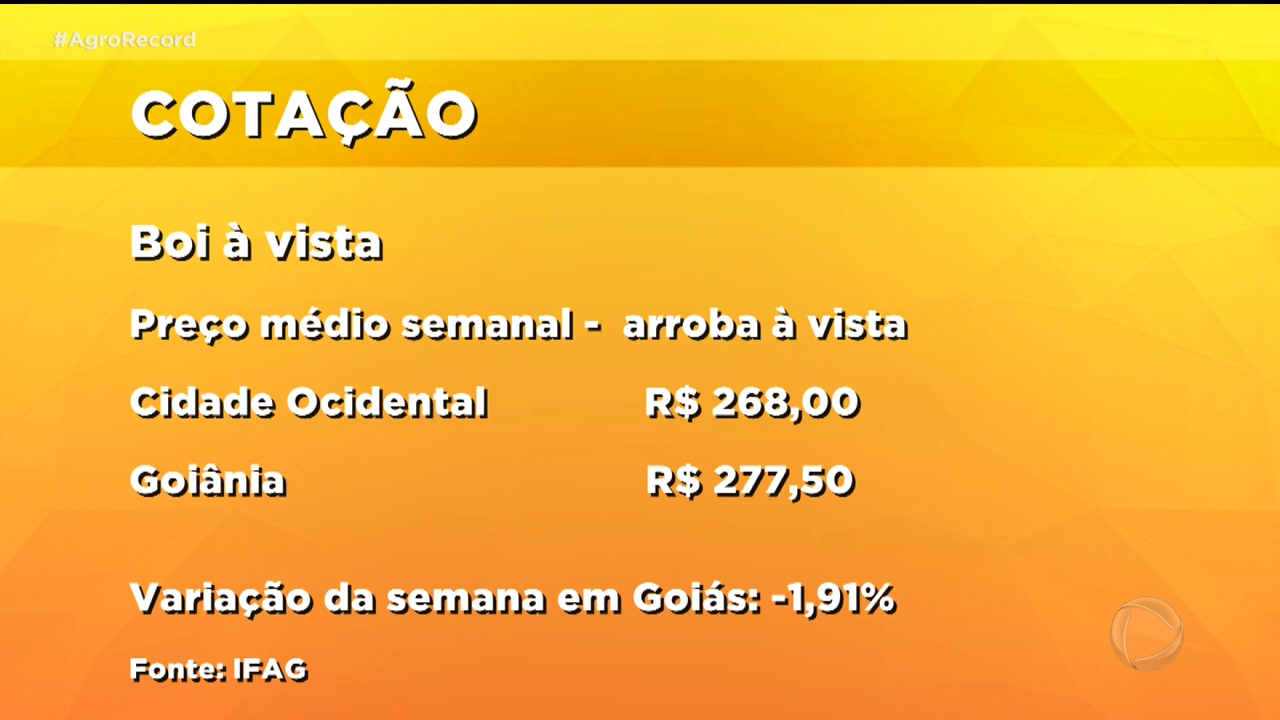 #AgroRecord
COTAÇÃO
Boi à vista
Preço médio semanal - arroba à vista
Cidade Ocidental R$ 268,00
Goiânia R$ 277,50
Variação da semana em Goiás: -1,91%
Fonte: IFAG